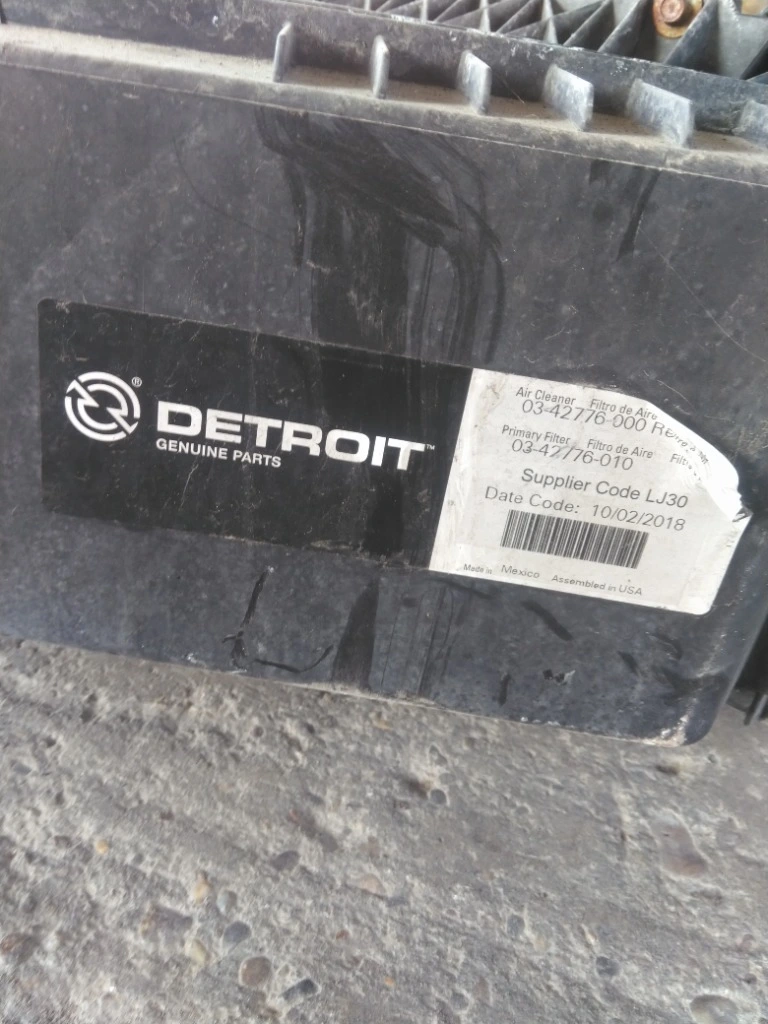 ®
DETROIT™
GENUINE PARTS
Air Cleaner Filtro de Aire
03-42776-000
Primary Filter Filtro de Aire
03-42776-010
Supplier Code LJ30
Date Code: 10/02/2018
Made in Mexico Assembled in USA